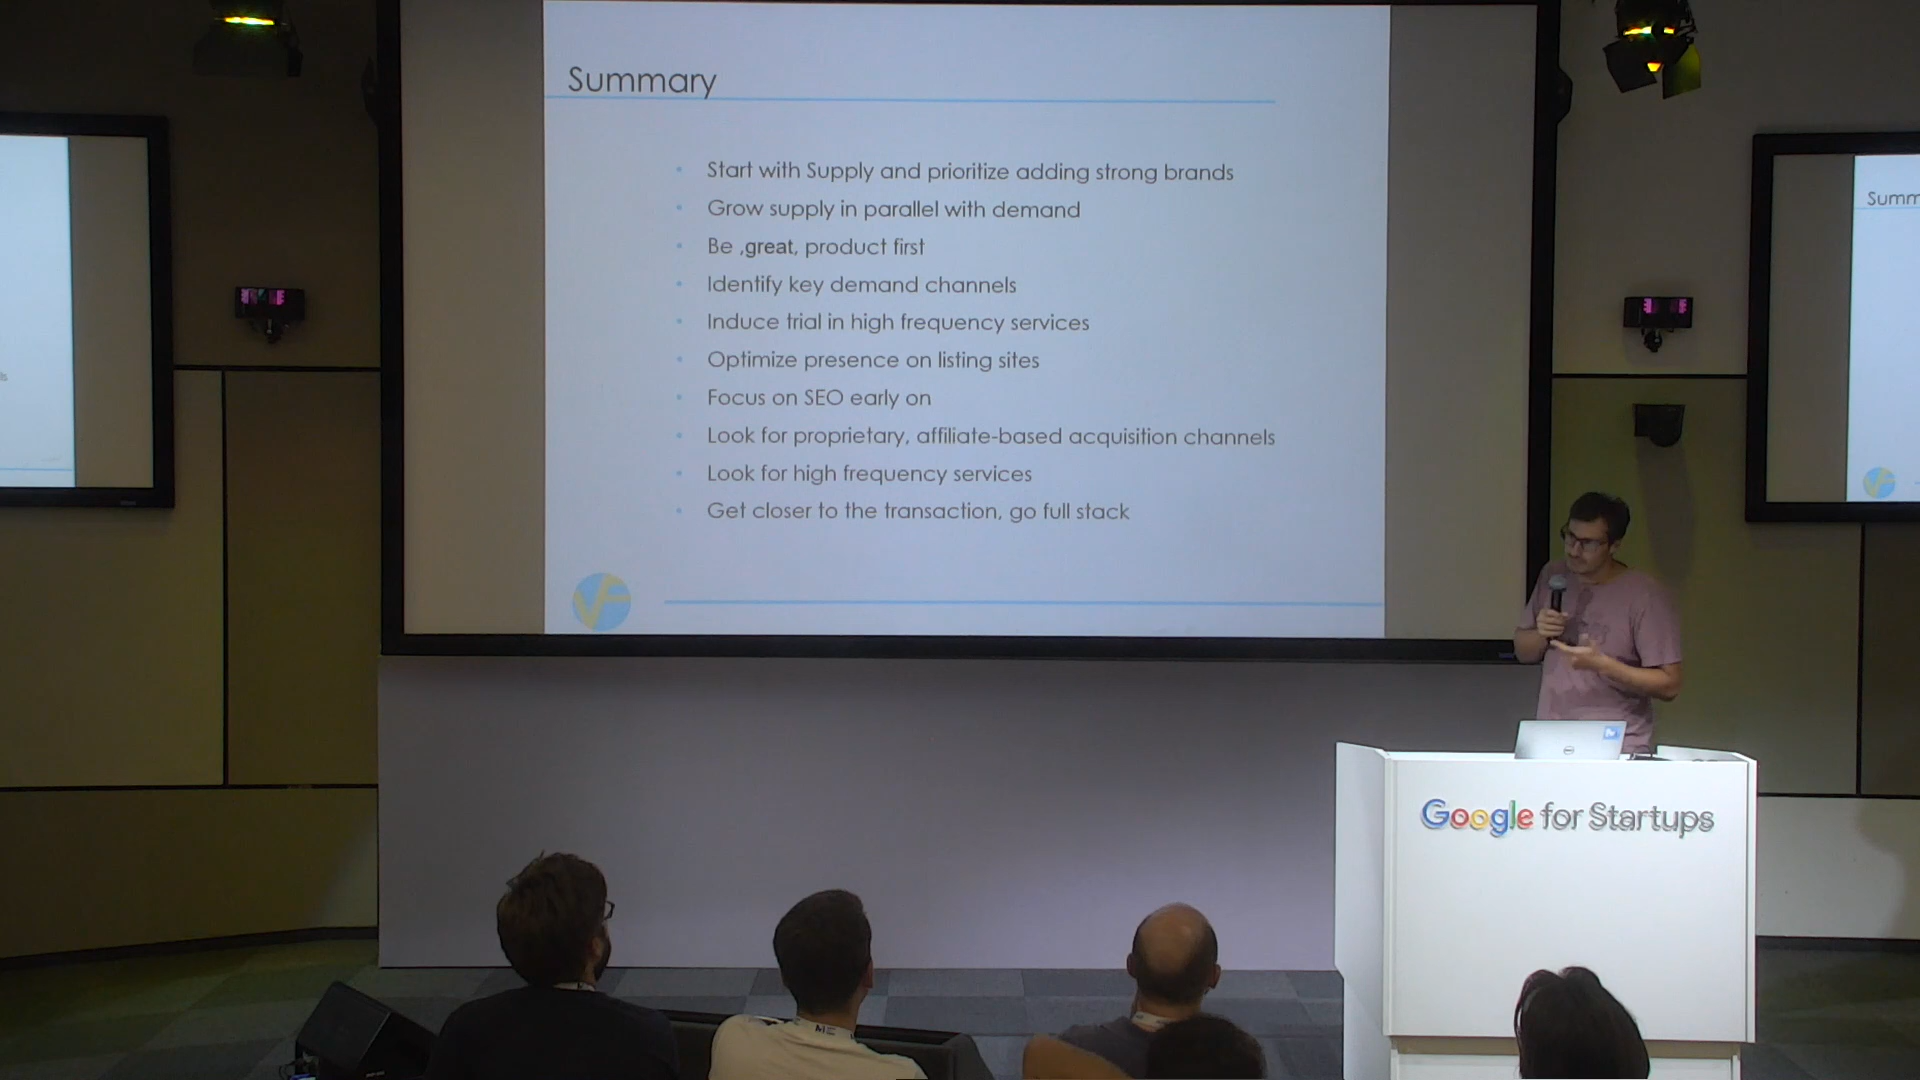 Summary
Start with Supply and prioritize adding strong brands
Grow supply in parallel with demand
Be ,great, product first
Identify key demand channels
Induce trial in high frequency services
Optimize presence on listing sites
Focus on SEO early on
Look for proprietary, affiliate-based acquisition channels
Look for high frequency services
Get closer to the transaction, go full stack
VF
Summ
Google for Startups